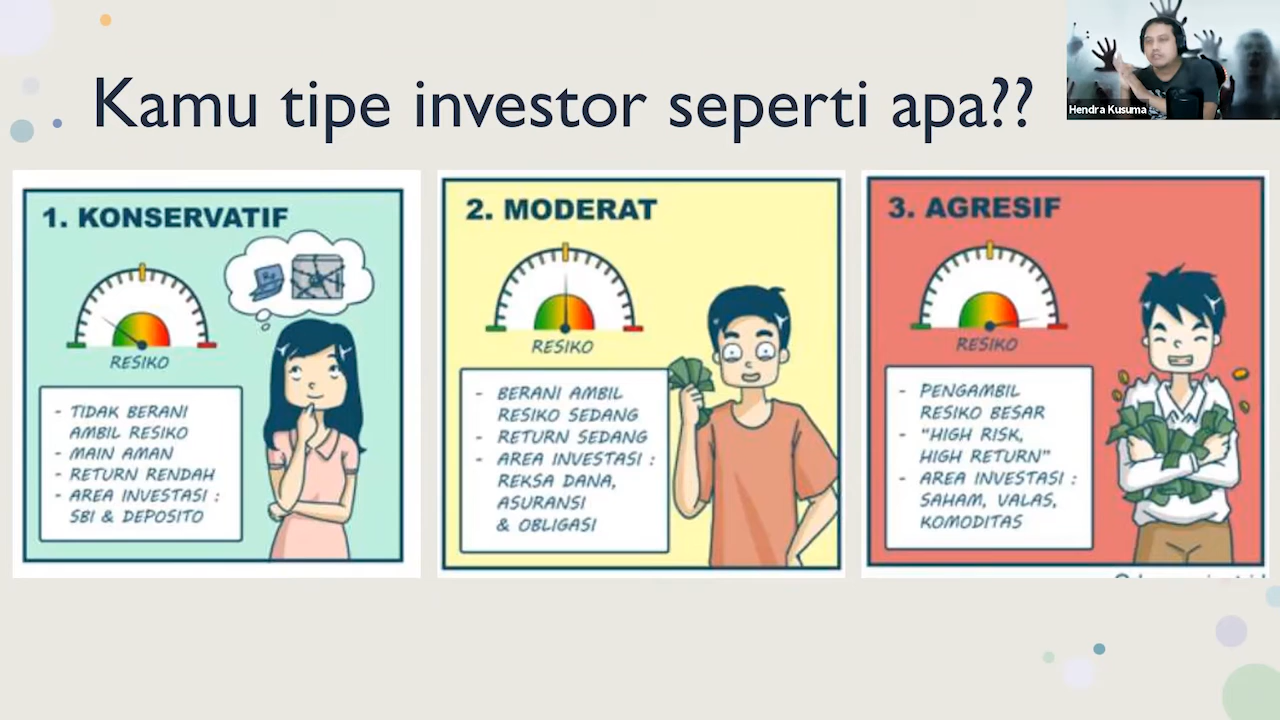 Kamu tipe investor seperti apa??
Hendra Kusuma
1. KONSERVATIF
RESIKO
- TIDAK BERANI
AMBIL RESIKO
- MAIN AMAN
- RETURN RENDAH
- AREA INVESTASI :
SBI & DEPOSITO
2. MODERAT
RESIKO
- BERANI AMBIL
RESIKO SEDANG
- RETURN SEDANG
- AREA INVESTASI :
REKSA DANA,
ASURANSI
& OBLIGASI
3. AGRESIF
RESIKO
- PENGAMBIL
RESIKO BESAR
- "HIGH RISK,
HIGH RETURN"
- AREA INVESTASI :
SAHAM, VALAS,
KOMODITAS